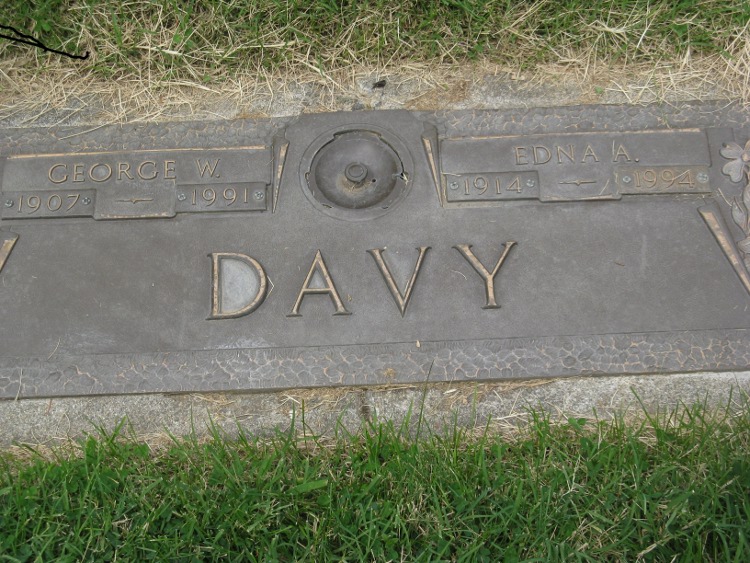 GEORGE W.
1907 1991
EDNA A.
1914 1994
DAVY